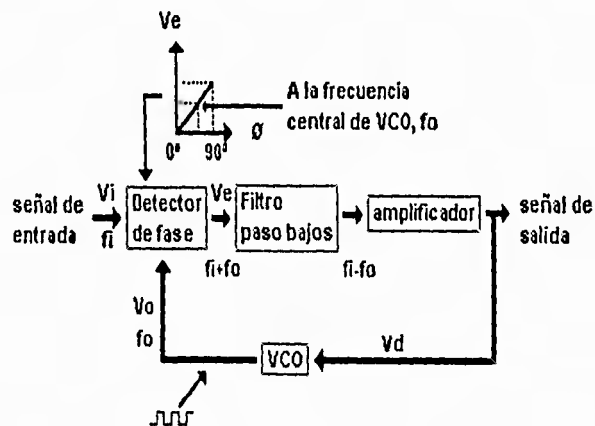 Ve
A la frecuencia
central de VCO, fo
0° 90° Ø
señal de
entrada
Vi
fi
Detector
de fase
Ve
Filtro
paso bajos
amplificador
señal de
salida
fi+fo
fi-fo
Vo
fo
VCO
Vd